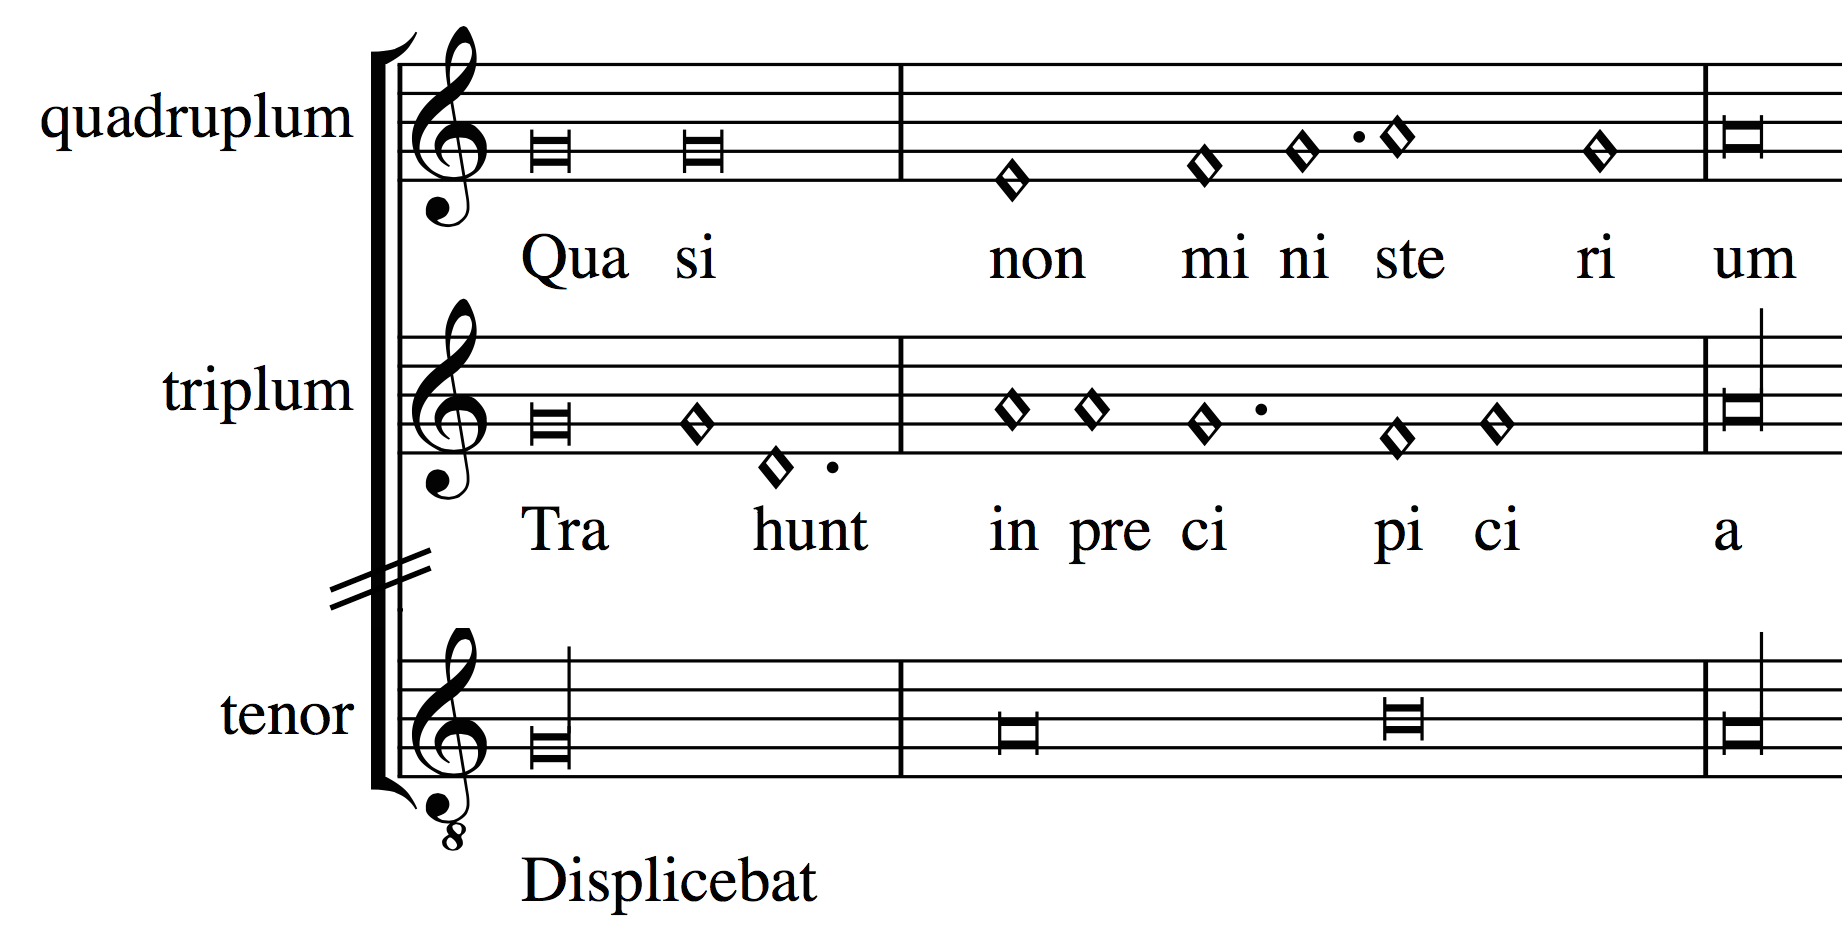 quadruplum
Qua si non mi ni ste ri um
triplum
Tra hunt in pre ci pi ci a
tenor
8
Displicebat